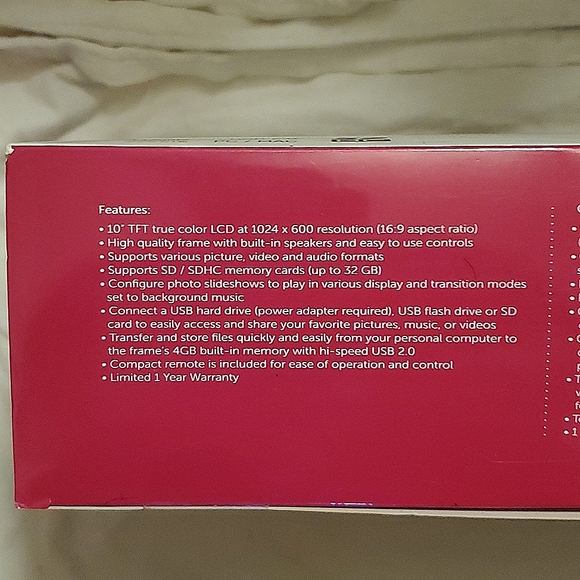 Features:
• 10" TFT true color LCD at 1024 x 600 resolution (16:9 aspect ratio)
• High quality frame with built-in speakers and easy to use controls
• Supports various picture, video and audio formats
• Supports SD / SDHC memory cards (up to 32 GB)
• Configure photo slideshows to play in various display and transition modes
set to background music
• Connect a USB hard drive (power adapter required), USB flash drive or SD
card to easily access and share your favorite pictures, music, or videos
• Transfer and store files quickly and easily from your personal computer to
the frame's 4GB built-in memory with hi-speed USB 2.0
• Compact remote is included for ease of operation and control
• Limited 1 Year Warranty